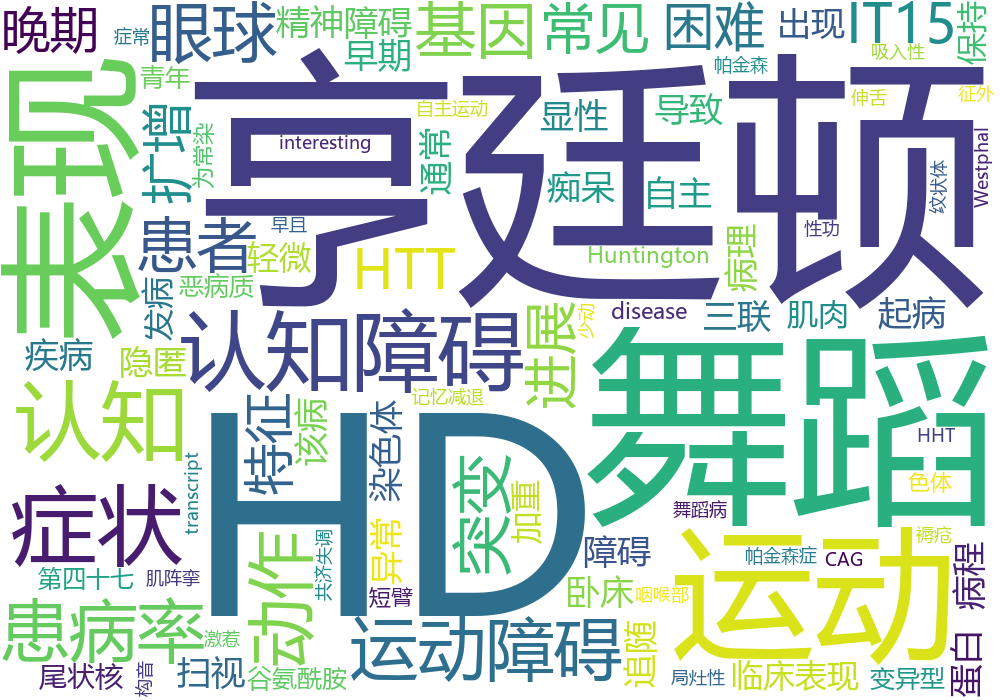 晚期
症常
眼球
精神障碍
早期
基因
常见
困难
出现
IT15
保持
吸入性
表现
青年
扩增
为常染
亨廷顿
interesting
自主运动
通常
显性
导致
帕金森
伸舌
征外
患者
早且
轻微
恶病质
发病
HTT
痴呆
自主
Huntington
病理
性功
纹状体
Westphal
疾病
隐匿
认知障碍
进展
少动
disease
三联
肌肉
起病
舞蹈
认知
特征
该病
染色体
记忆减退
HD
突变
加重
HHT
色体
症状
transcript
动作
异常
共济失调
障碍
舞蹈病
帕金森症
CAG
褥疮
运动
病程
第四十七
肌阵挛
短臂
卧床
咽喉部
患病率
激惹
运动障碍
追随
尾状核
构音
扫视
谷氨酰胺
局灶性
临床表现
变异型
蛋白